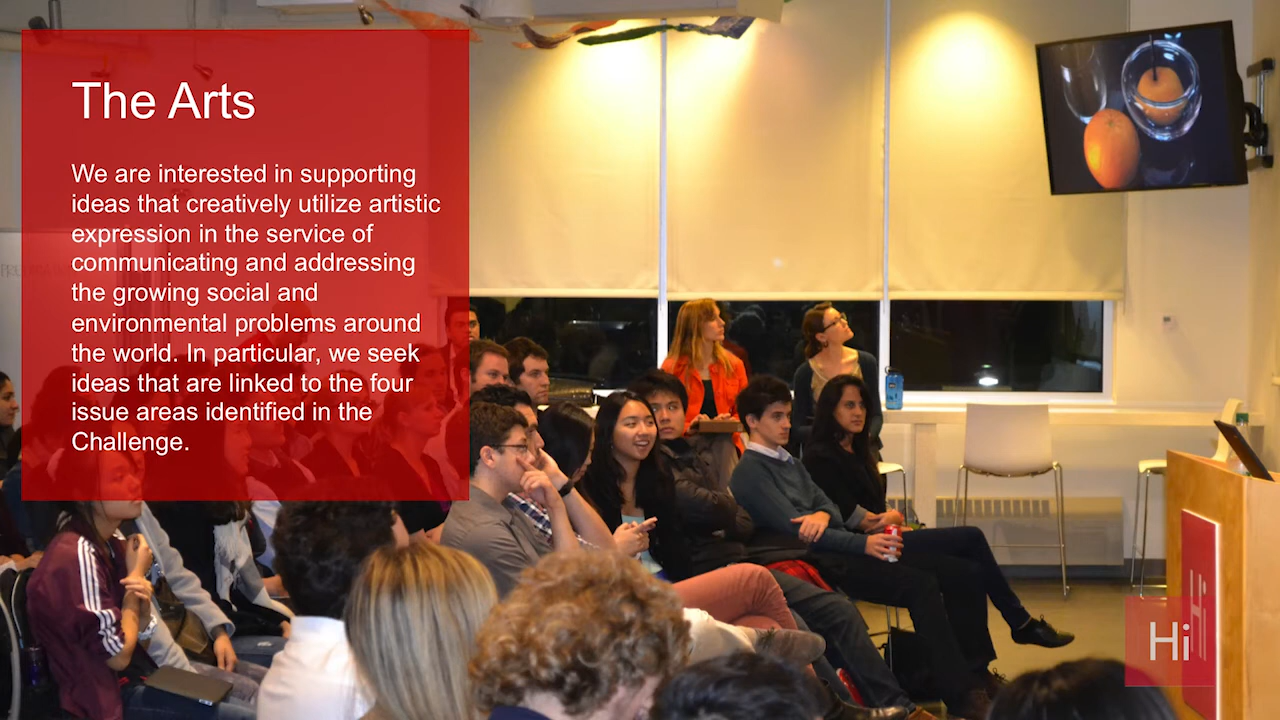 The Arts
We are interested in supporting
ideas that creatively utilize artistic
expression in the service of
communicating and addressing
the growing social and
environmental problems around
the world. In particular, we seek
ideas that are linked to the four
issue areas identified in the
Challenge.
Hi
Hi